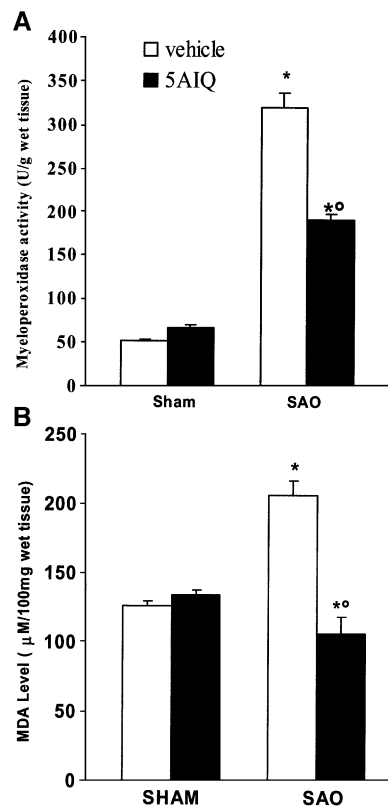 A
Myeloperoxidase activity (U/g wet tissue)
400
350
300
250
200
150
100
50
0
vehicle
5AIQ
*
*°
Sham
SAO
B
MDA Level ( μM/100mg wet tissue)
250
200
150
100
50
0
*
*°
SHAM
SAO